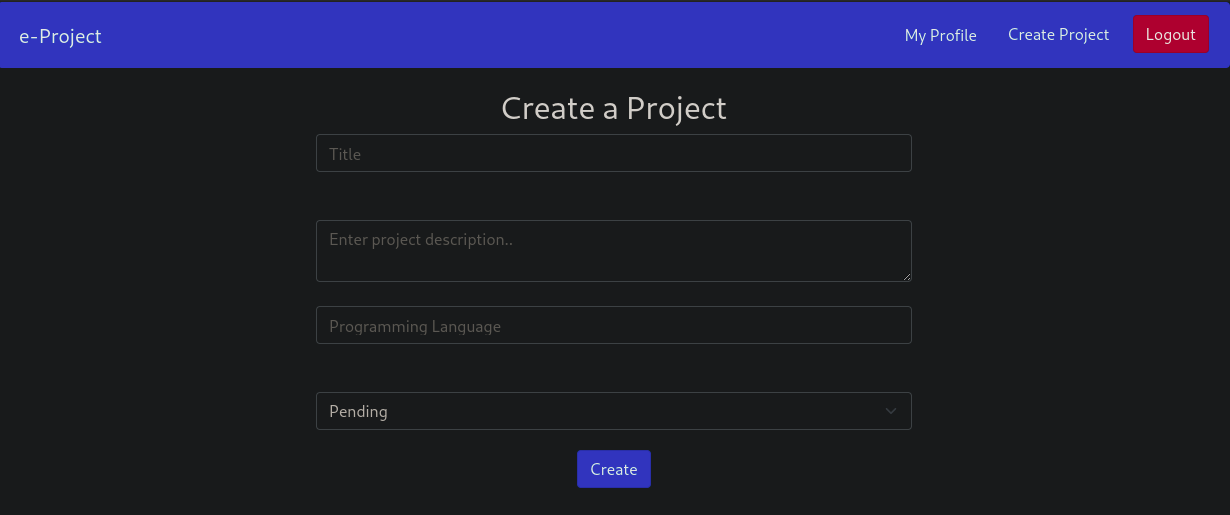 e-Project
My Profile
Create Project
Logout
Create a Project
Title
Enter project description..
Programming Language
Pending
Create